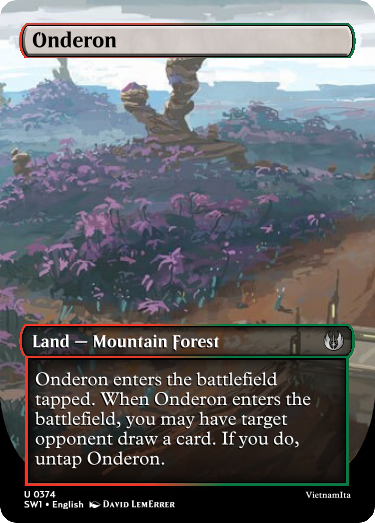 Onderon
Land — Mountain Forest
Onderon enters the battlefield
tapped. When Onderon enters the
battlefield, you may have target
opponent draw a card. If you do,
untap Onderon.
U 0374
SW1 • English DAVID LEMERRER
VietnamIta